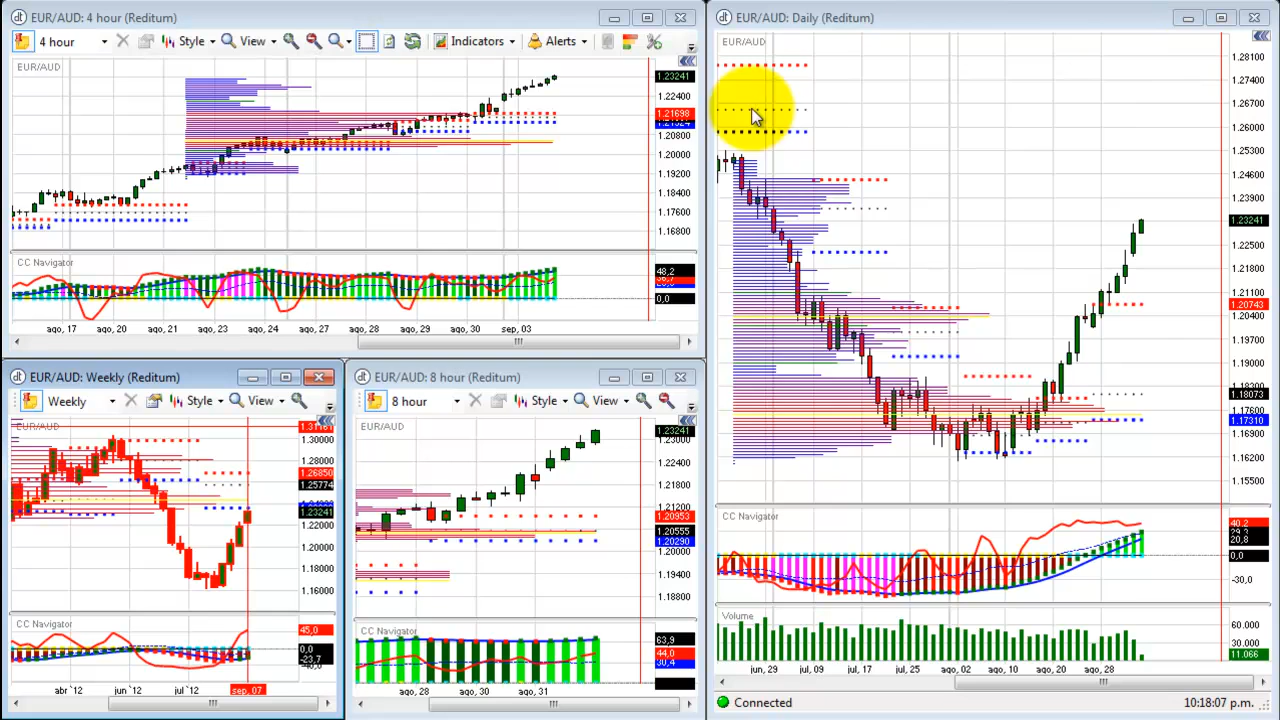 EUR/AUD: 4 hour (Reditum)
4 hour
Style
View
Indicators
Alerts
EUR/AUD
1.23241
1.22400
1.21698
1.20800
1.20000
1.19200
1.18400
1.17600
1.16800
CC Navigator
48,2
0,0
ago, 17
ago, 20
ago, 21
ago, 23
ago, 24
ago, 27
ago, 28
ago, 29
ago, 30
sep, 03
EUR/AUD: Weekly (Reditum)
Weekly
Style
View
EUR/AUD
1.30000
1.28000
1.26850
1.25774
1.23241
1.22000
1.20000
1.18000
1.16000
CC Navigator
45,0
0,0
-23,7
abr '12
jun '12
jul '12
sep, 07
EUR/AUD: 8 hour (Reditum)
8 hour
Style
View
EUR/AUD
1.23241
1.23000
1.22400
1.21800
1.20953
1.20555
1.20290
1.20000
1.19400
1.18800
CC Navigator
63,9
44,0
30,4
ago, 28
ago, 30
ago, 31
EUR/AUD: Daily (Reditum)
EUR/AUD
1.28100
1.27400
1.26700
1.26000
1.25300
1.24600
1.23900
1.23241
1.22500
1.21800
1.21100
1.20743
1.20400
1.19700
1.19000
1.18300
1.18073
1.17600
1.17310
1.16900
1.16200
1.15500
CC Navigator
40,2
20,8
0,0
-30,0
Volume
60.000
30.000
11.066
jun, 29
jul, 09
jul, 17
jul, 25
ago, 02
ago, 10
ago, 20
ago, 28
Connected
10:18:07 p.m.